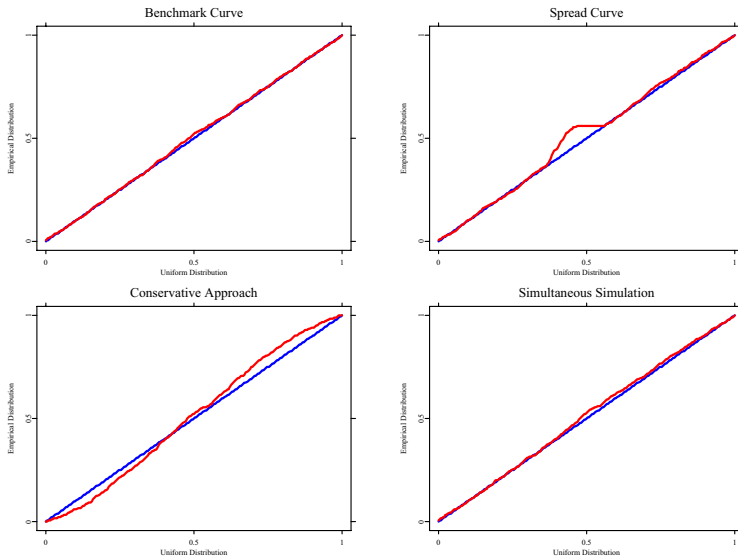 Benchmark Curve
Empirical Distribution
1
0.5
0
0
0.5
1
Uniform Distribution
Spread Curve
Empirical Distribution
1
0.5
0
0
0.5
1
Uniform Distribution
Conservative Approach
Empirical Distribution
1
0.5
0
0
0.5
1
Uniform Distribution
Simultaneous Simulation
Empirical Distribution
1
0.5
0
0
0.5
1
Uniform Distribution